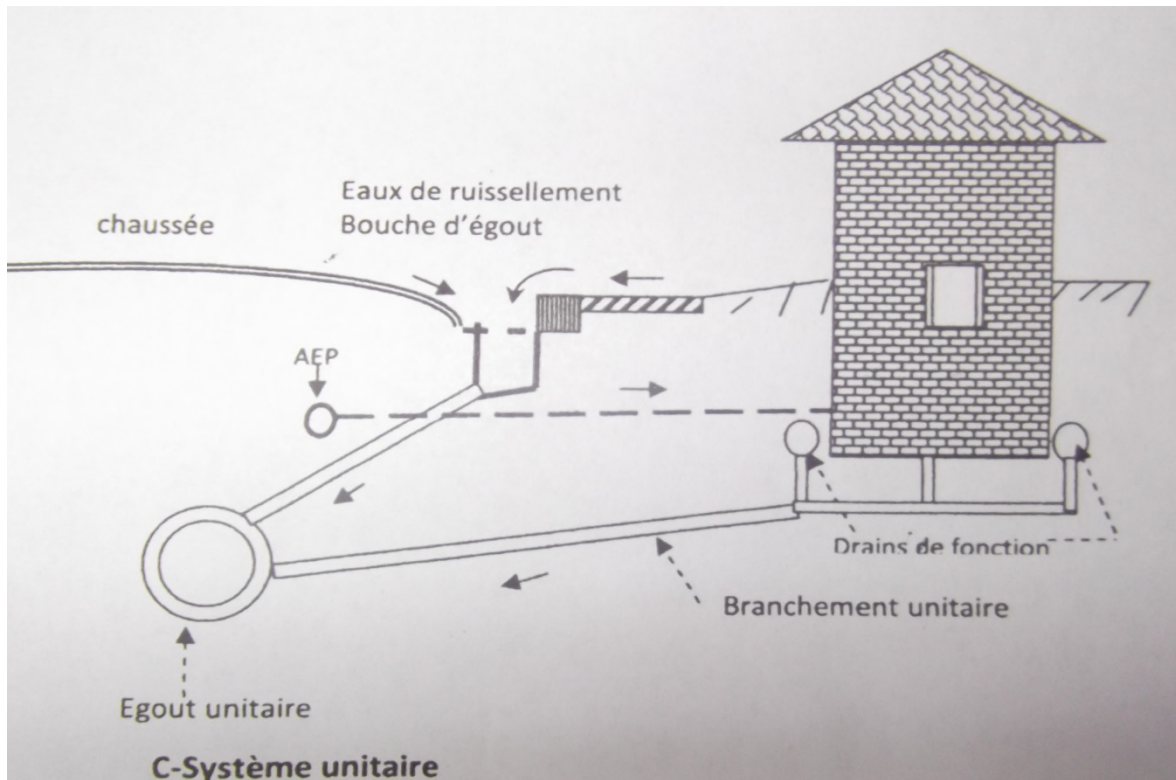 Eaux de ruissellement
chaussée
Bouche d'égout
AEP
Drains de fonction
Branchement unitaire
Egout unitaire
C-Système unitaire